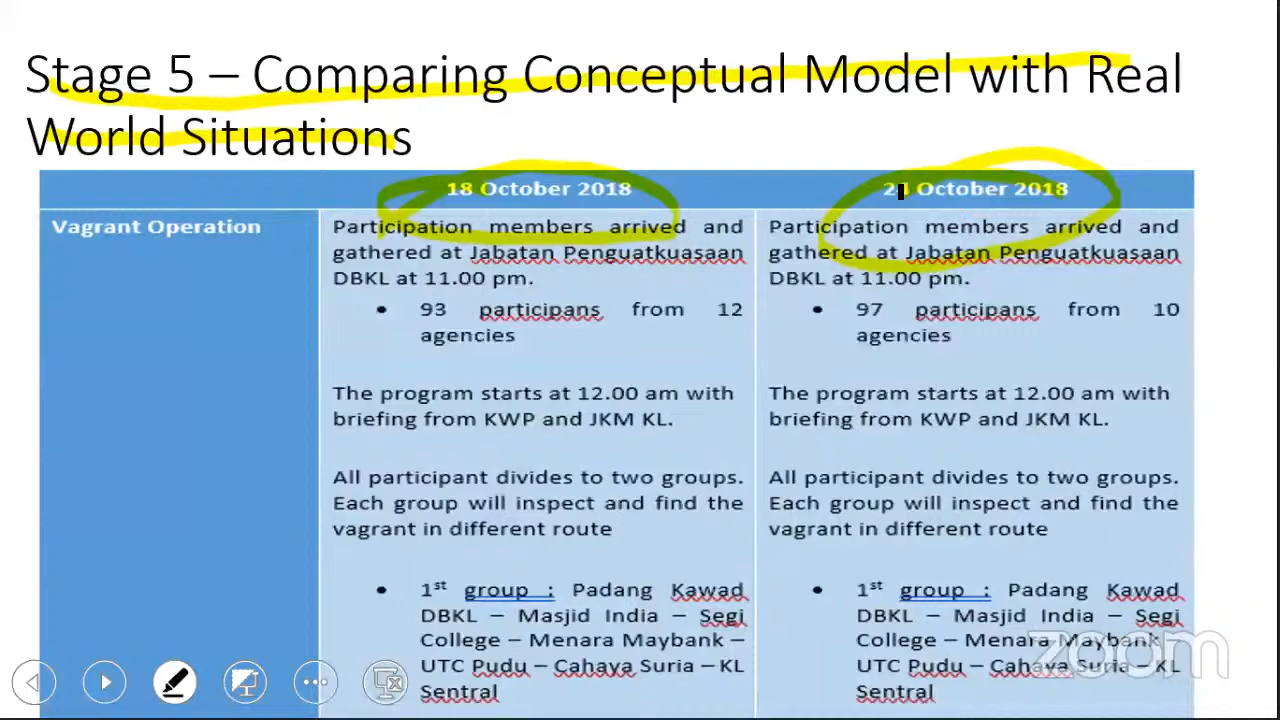 Stage 5 – Comparing Conceptual Model with Real
World Situations
18 October 2018
October 2018
Vagrant Operation
Participation members arrived and
gathered at Jabatan Penguatkuasaan
DBKL at 11.00 pm.
• 93 participans from 12
agencies
The program starts at 12.00 am with
briefing from KWP and JKM KL.
All participant divides to two groups.
Each group will inspect and find the
vagrant in different route
• 1st group : Padang Kawad
DBKL – Masjid India – Segi
College – Menara Maybank –
UTC Pudu – Cahaya Suria – KL
Sentral
Participation members arrived and
gathered at Jabatan Penguatkuasaan
DBKL at 11.00 pm.
• 97 participans from 10
agencies
The program starts at 12.00 am with
briefing from KWP and JKM KL.
All participant divides to two groups.
Each group will inspect and find the
vagrant in different route
• 1st group : Padang Kawad
DBKL – Masjid India – Segi
College – Menara Maybank –
UTC Pudu – Cahaya Suria – KL
Sentral
zoom